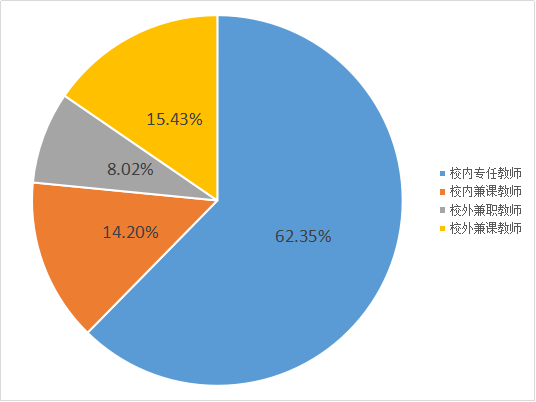 15.43%
8.02%
14.20%
62.35%
校内专任教师
校内兼课教师
校外兼职教师
校外兼课教师